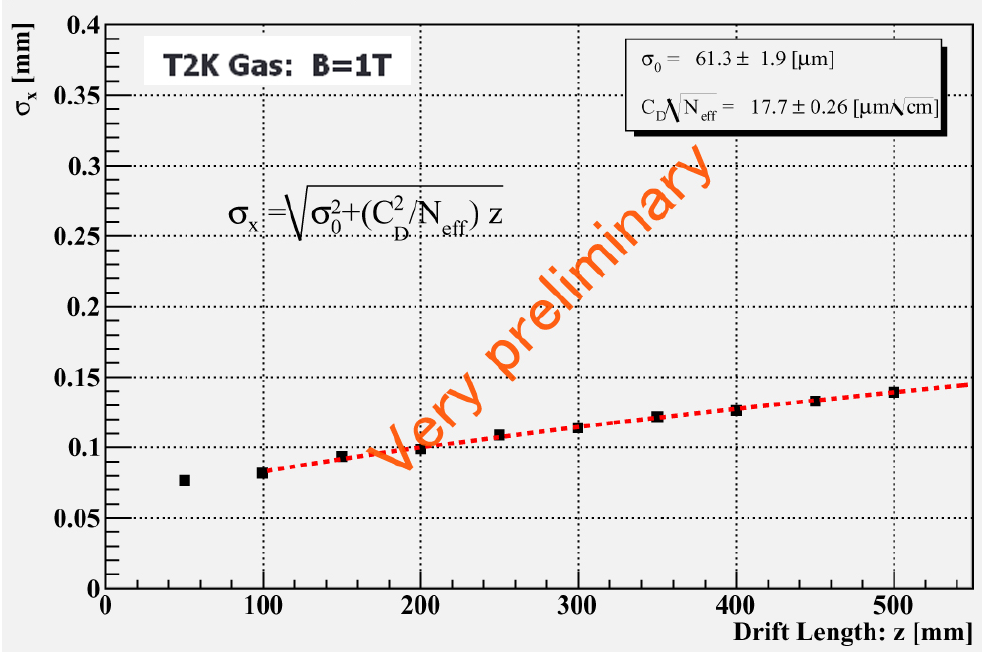 0.4
σx [mm]
T2K Gas: B=1T
σ0 = 61.3 ± 1.9 [μm]
CD√Neff = 17.7 ± 0.26 [μm/√cm]
0.35
0.3
σx = √σ0²+(CD²/Neff) z
0.25
0.2
0.15
0.1
0.05
0
Very preliminary
0 100 200 300 400 500
Drift Length: z [mm]